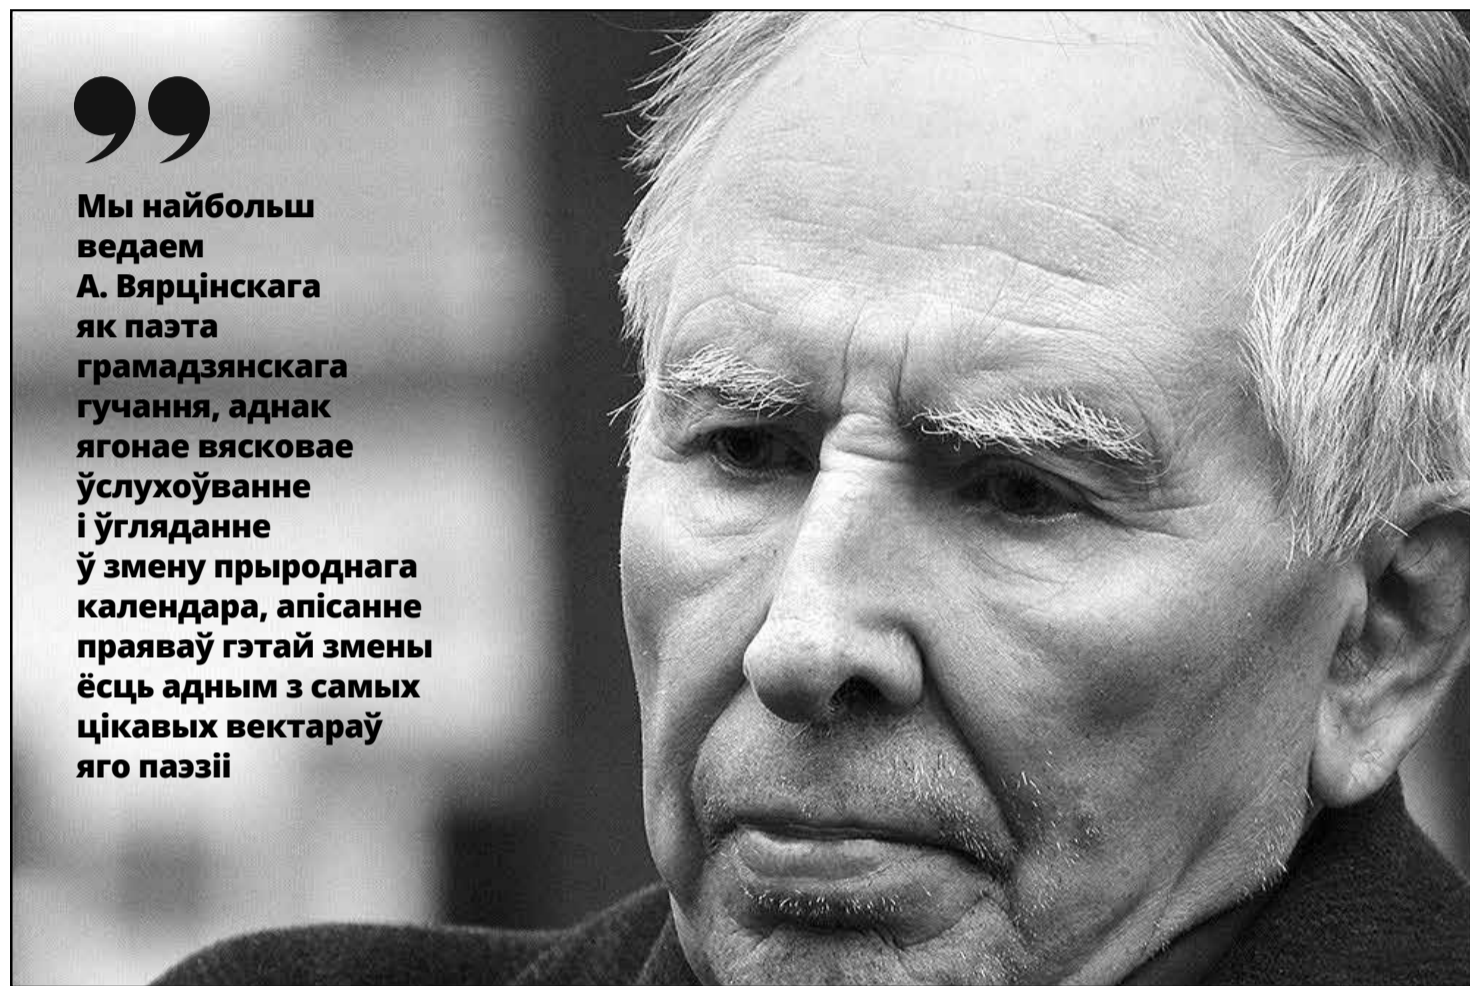 Мы найбольш
ведаем
А. Вярцінскага
як паэта
грамадзянскага
гучання, аднак
ягонае вясковае
ўслухоўванне
і ўгляданне
ў змену прыроднага
календара, апісанне
праяваў гэтай змены
ёсць адным з самых
цікавых вектараў
яго паэзіі